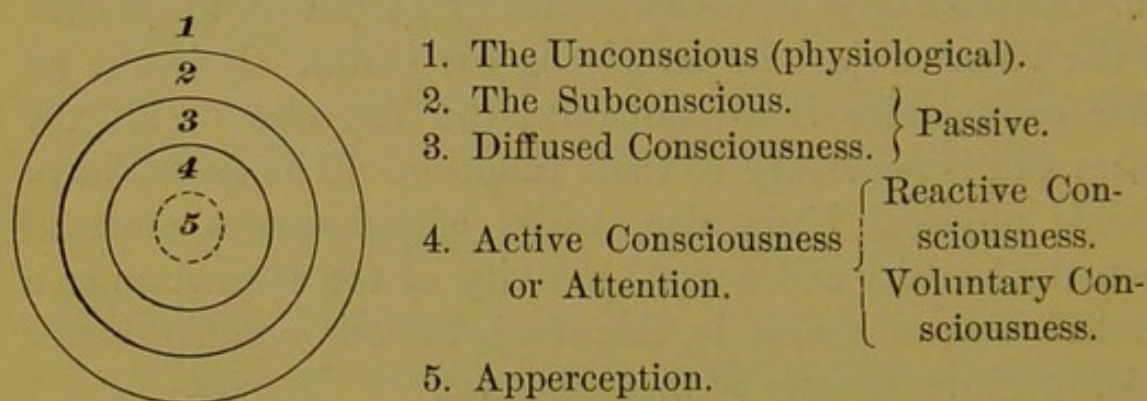 1
2
3
4
5
1. The Unconscious (physiological).
2. The Subconscious.
3. Diffused Consciousness.
Passive.
4. Active Consciousness
or Attention.
Reactive Con-
sciousness.
Voluntary Con-
sciousness.
5. Apperception.